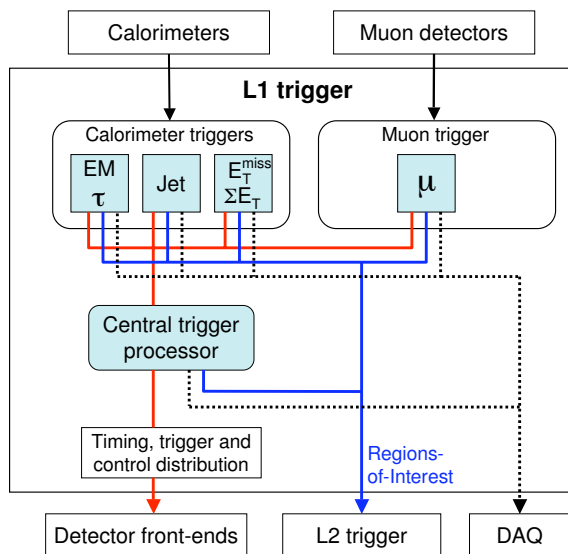 Calorimeters
Muon detectors
L1 trigger
Calorimeter triggers
Muon trigger
EM
τ
Jet
E_T^miss
ΣE_T
μ
Central trigger
processor
Timing, trigger and
control distribution
Regions-
of-Interest
Detector front-ends
L2 trigger
DAQ